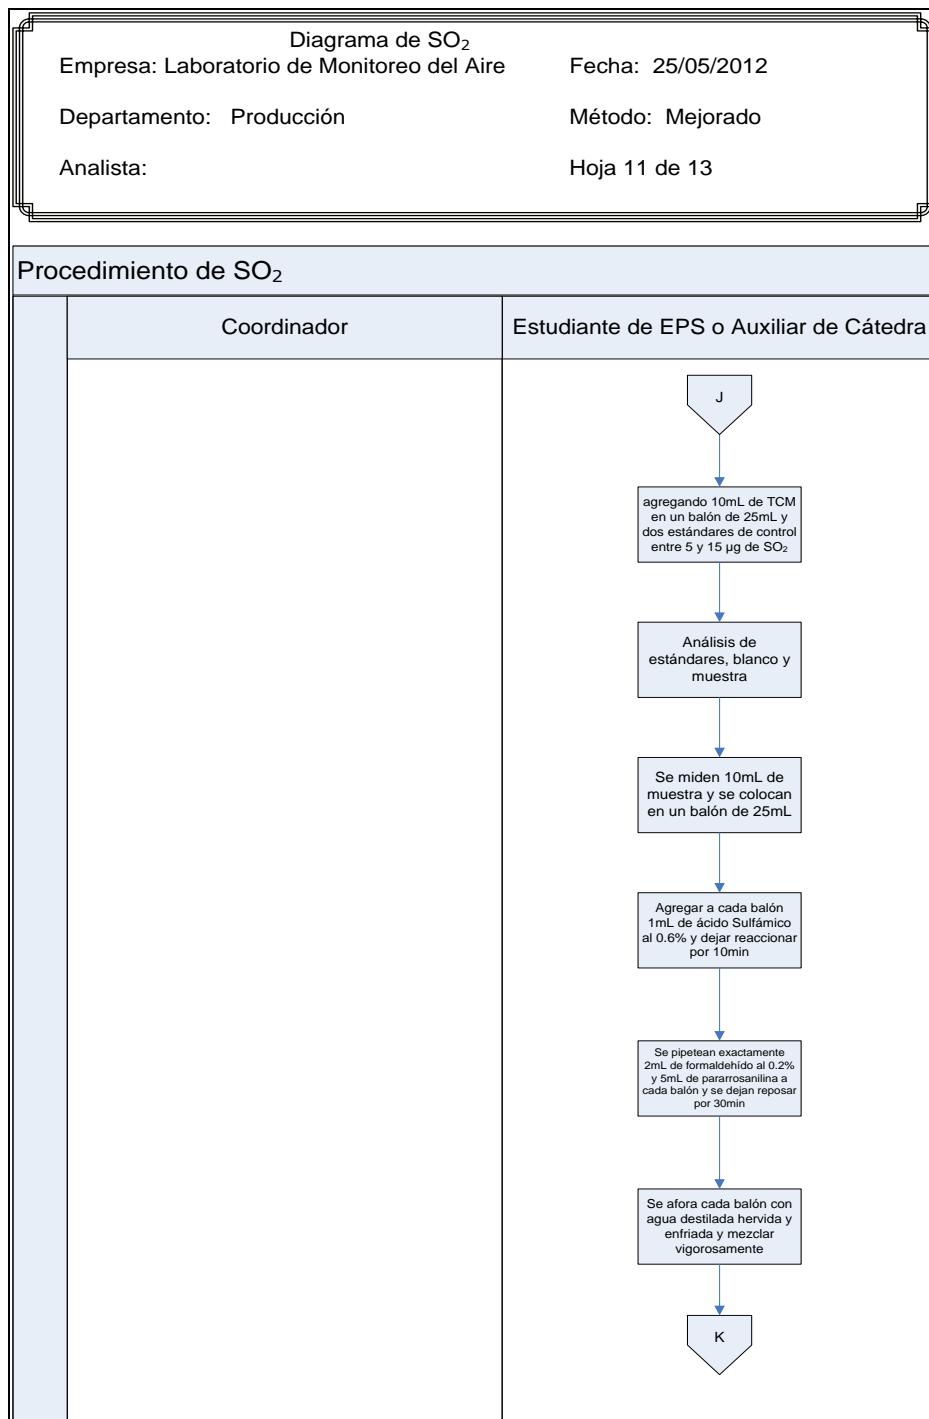 Diagrama de SO₂
Empresa: Laboratorio de Monitoreo del Aire Fecha: 25/05/2012
Departamento: Producción Método: Mejorado
Analista: Hoja 11 de 13
Procedimiento de SO₂
Coordinador Estudiante de EPS o Auxiliar de Cátedra
J
agregando 10mL de TCM
en un balón de 25mL y
dos estándares de control
entre 5 y 15 µg de SO₂
Análisis de
estándares, blanco y
muestra
Se miden 10mL de
muestra y se colocan
en un balón de 25mL
Agregar a cada balón
1mL de ácido Sulfámico
al 0.6% y dejar reaccionar
por 10min
Se pipetean exactamente
2mL de formaldehído al 0.2%
y 5mL de pararrosanilina a
cada balón y se dejan reposar
por 30min
Se afora cada balón con
agua destilada hervida y
enfriada y mezclar
vigorosamente
K